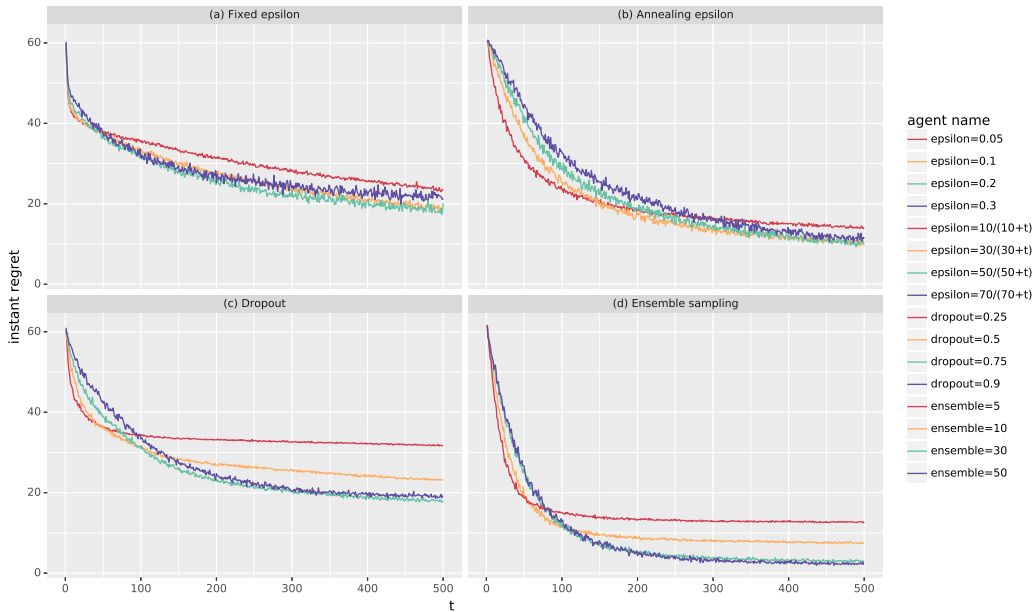 (a) Fixed epsilon
(b) Annealing epsilon
60
40
20
0
(c) Dropout
(d) Ensemble sampling
60
40
20
0
0 100 200 300 400 500
0 100 200 300 400 500
t
instant regret
agent name
epsilon=0.05
epsilon=0.1
epsilon=0.2
epsilon=0.3
epsilon=10/(10+t)
epsilon=30/(30+t)
epsilon=50/(50+t)
epsilon=70/(70+t)
dropout=0.25
dropout=0.5
dropout=0.75
dropout=0.9
ensemble=5
ensemble=10
ensemble=30
ensemble=50